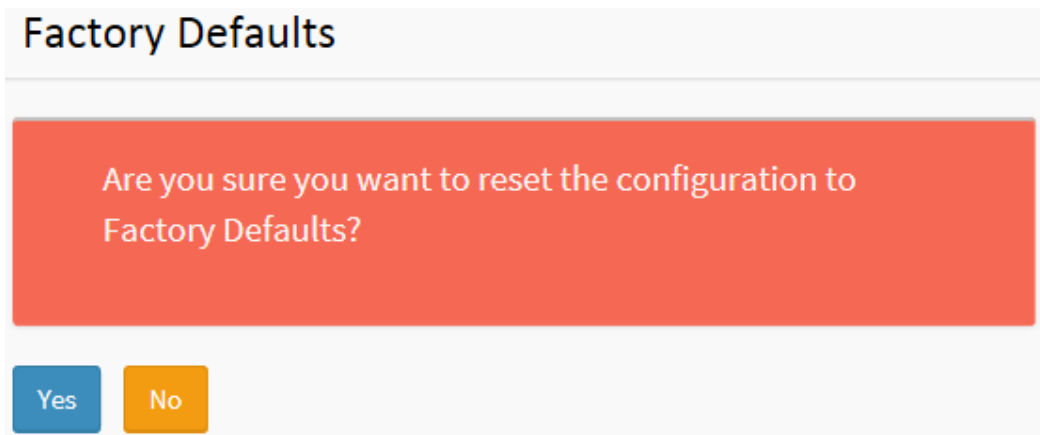 Factory Defaults
Are you sure you want to reset the configuration to
Factory Defaults?
Yes No